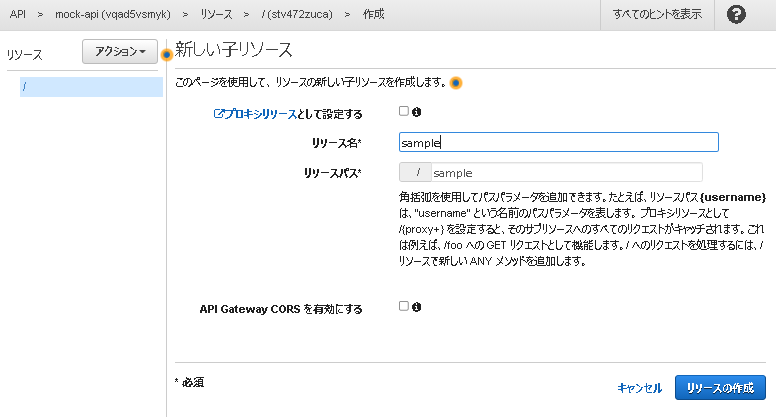 API > mock-api (vqad5vsmyk) > リソース > / (stv472zuca) > 作成 すべてのヒントを表示 ?
リソース アクション 新しい子リソース
/
このページを使用して、リソースの新しい子リソースを作成します。
プロキシリソースとして設定する
リソース名* sample
リソースパス* / sample
角括弧を使用してパスパラメータを追加できます。たとえば、リソースパス {username}
は、"username" という名前のパスパラメータを表します。 プロキシリソースとして
/{proxy+} を設定すると、そのサブリソースへのすべてのリクエストがキャッチされます。これ
は例えば、/foo への GET リクエストとして機能します。/ へのリクエストを処理するには、/
リソースで新しい ANY メソッドを追加します。
API Gateway CORS を有効にする
* 必須 キャンセル リソースの作成